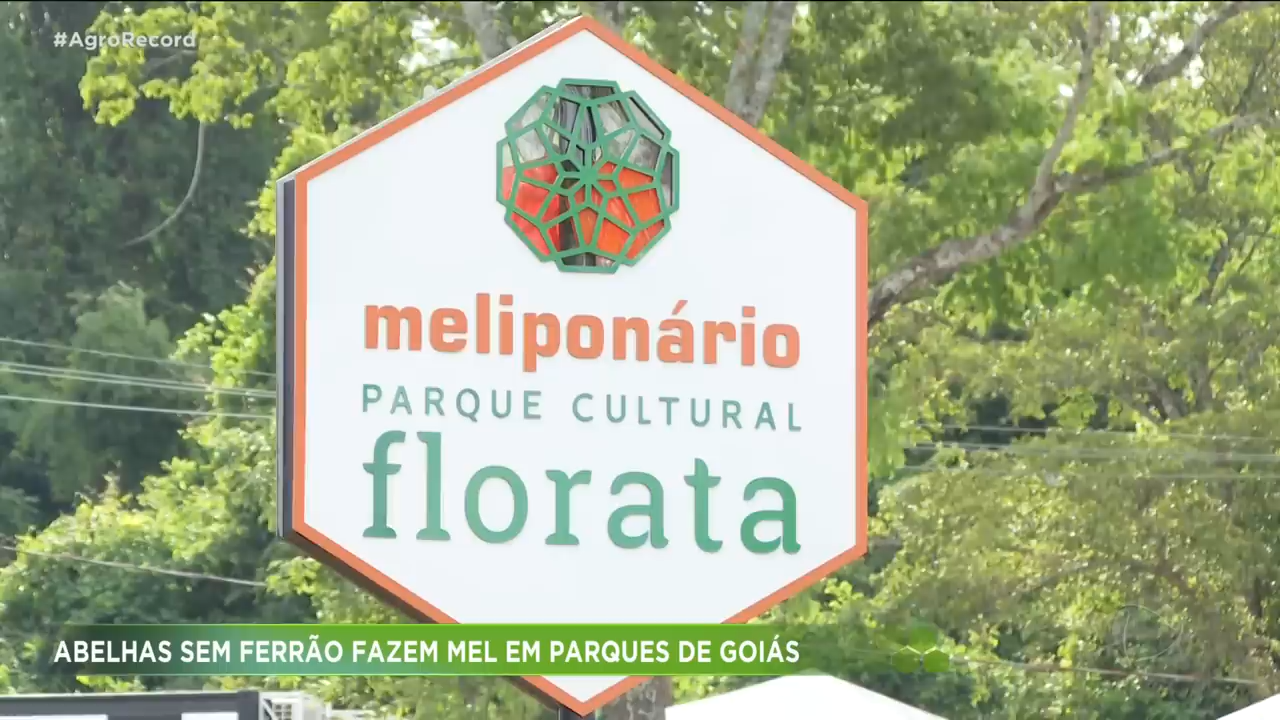 #AgroRecord
meliponário
PARQUE CULTURAL
florata
ABELHAS SEM FERRÃO FAZEM MEL EM PARQUES DE GOIÁS